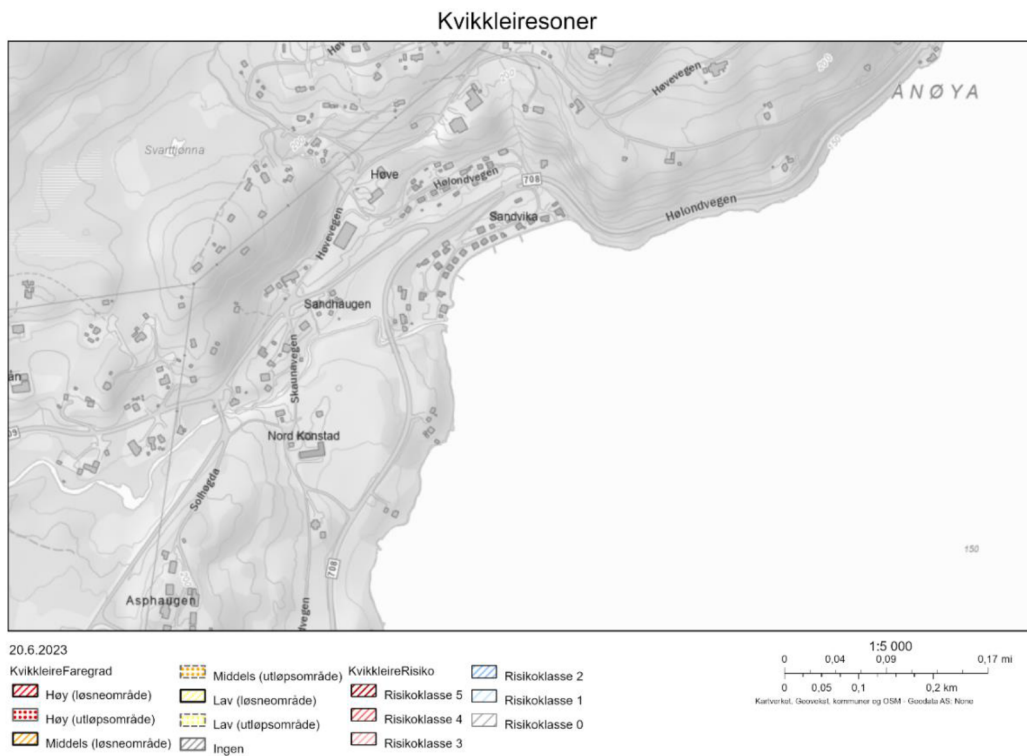 Kvikkleiresoner
Høvevegen
ANØYA
Svarttjønna
Høve
Hølondvegen
708
Hølondvegen
Sandvika
Høvevegen
Sandhaugen
Skaunavegen
ån
Nord Konstad
Solhøgda
150
708
Asphaugen
dvegen
20.6.2023
KvikkleireFaregrad
Høy (løsneområde)
Høy (utløpsområde)
Middels (løsneområde)
Middels (utløpsområde)
Lav (løsneområde)
Lav (utløpsområde)
Ingen
KvikkleireRisiko
Risikoklasse 5
Risikoklasse 4
Risikoklasse 3
Risikoklasse 2
Risikoklasse 1
Risikoklasse 0
1:5 000
0 0,04 0,09 0,17 mi
0 0,05 0,1 0,2 km
Kartverket, Geovekst, kommuner og OSM - Geodata AS: None